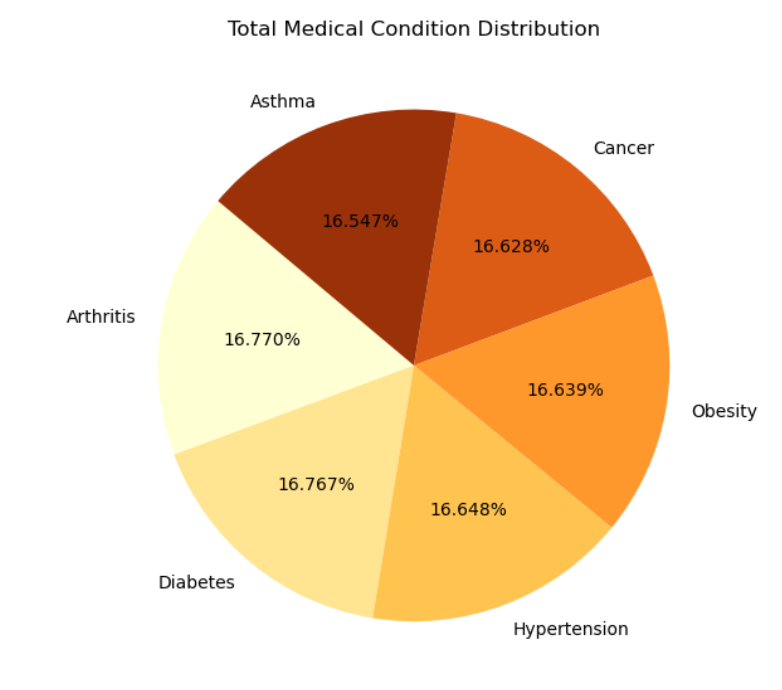 Total Medical Condition Distribution
Asthma
Cancer
16.547%
16.628%
Arthritis
16.770%
16.639%
Obesity
16.767%
16.648%
Diabetes
Hypertension